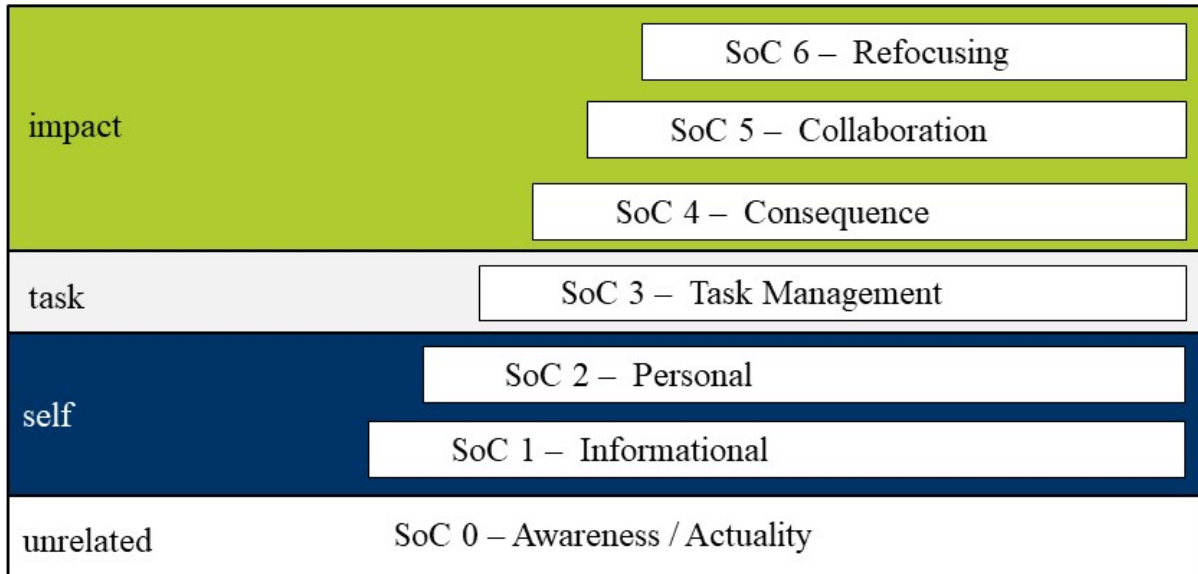 SoC 6 – Refocusing
impact
SoC 5 – Collaboration
SoC 4 – Consequence
task
SoC 3 – Task Management
SoC 2 – Personal
self
SoC 1 – Informational
unrelated
SoC 0 – Awareness / Actuality